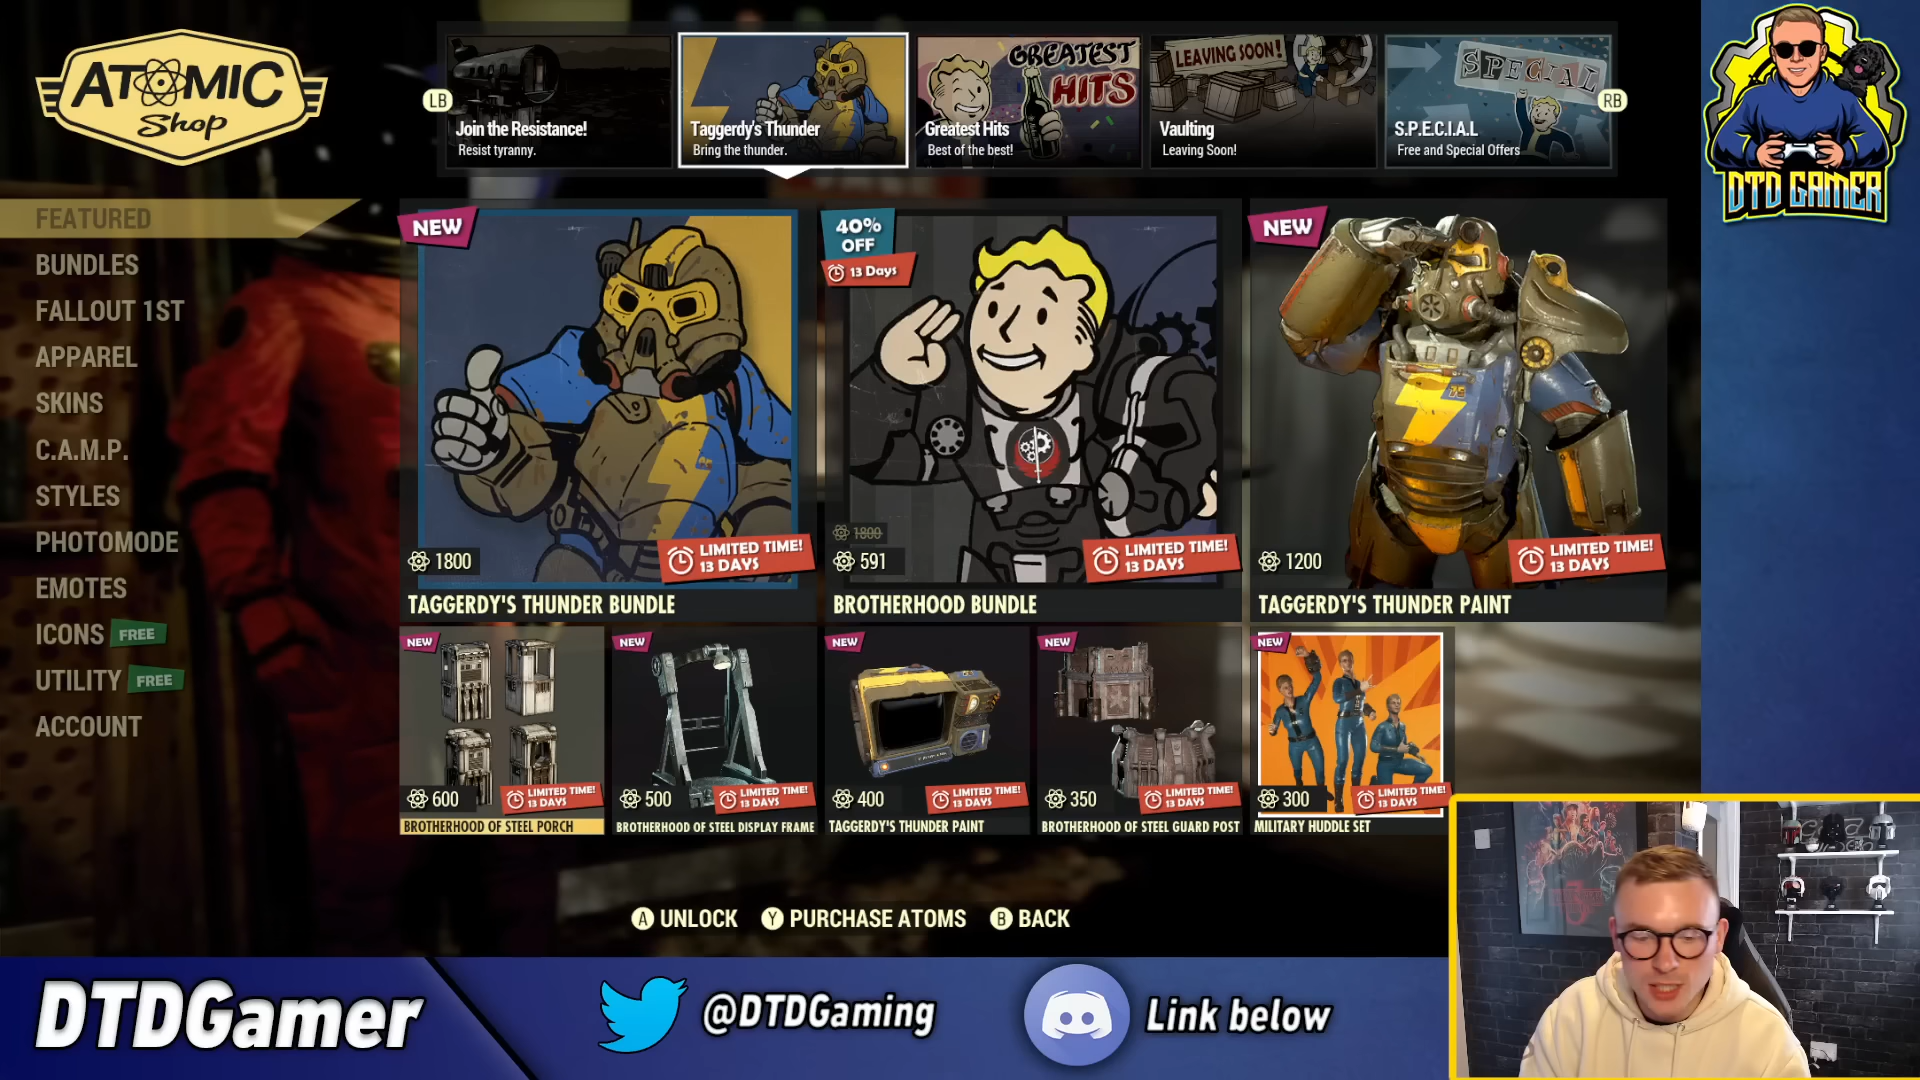 ATOMIC
Shop
LB
Join the Resistance!
Resist tyranny.
Taggerdy's Thunder
Bring the thunder.
GREATEST
HITS
Greatest Hits
Best of the best!
LEAVING SOON!
Vaulting
Leaving Soon!
SPECIAL
S.P.E.C.I.A.L
Free and Special Offers
RB
DTD GAMER
FEATURED
BUNDLES
FALLOUT 1ST
APPAREL
SKINS
C.A.M.P.
STYLES
PHOTOMODE
EMOTES
ICONS FREE
UTILITY FREE
ACCOUNT
NEW
1800
LIMITED TIME!
13 DAYS
TAGGERDY'S THUNDER BUNDLE
40%
OFF
13 Days
1800
591
LIMITED TIME!
13 DAYS
BROTHERHOOD BUNDLE
NEW
75
1200
LIMITED TIME!
13 DAYS
TAGGERDY'S THUNDER PAINT
NEW
600
LIMITED TIME!
13 DAYS
BROTHERHOOD OF STEEL PORCH
NEW
500
LIMITED TIME!
13 DAYS
BROTHERHOOD OF STEEL DISPLAY FRAME
NEW
400
LIMITED TIME!
13 DAYS
TAGGERDY'S THUNDER PAINT
NEW
350
LIMITED TIME!
13 DAYS
BROTHERHOOD OF STEEL GUARD POST
NEW
300
LIMITED TIME!
13 DAYS
MILITARY HUDDLE SET
A UNLOCK
Y PURCHASE ATOMS
B BACK
DTDGamer
@DTDGaming
Link below